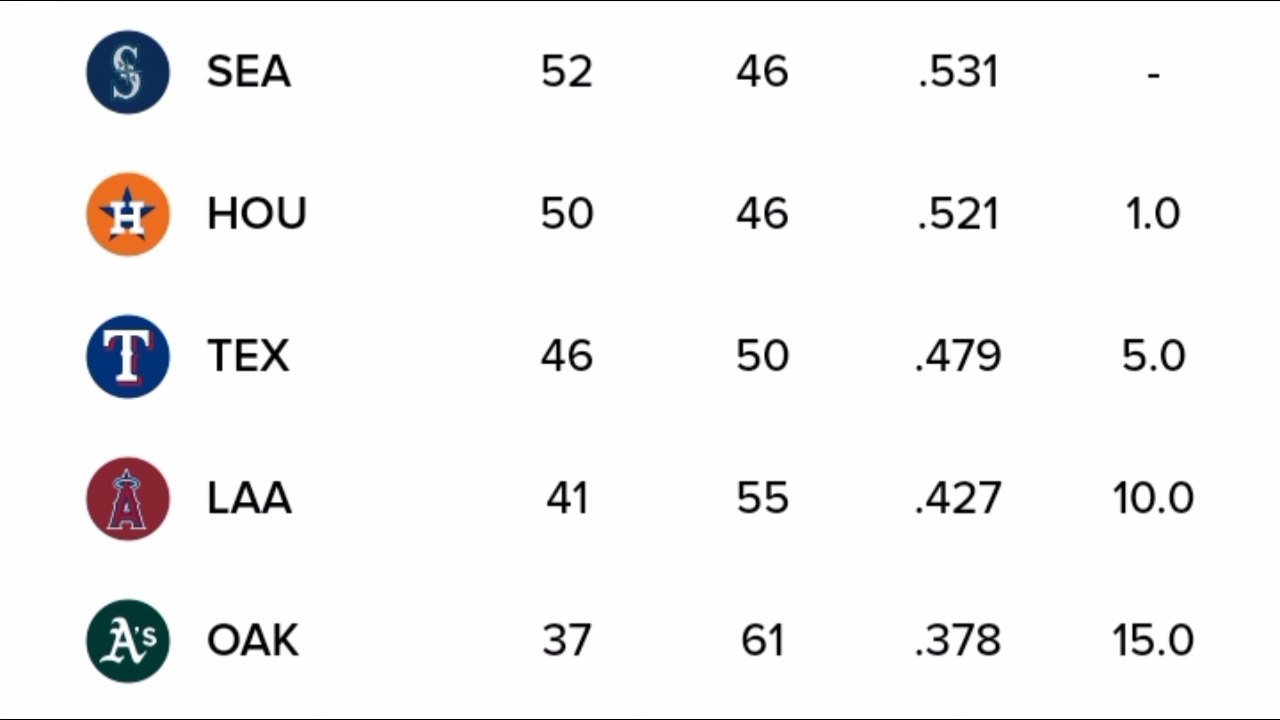 S SEA 52 46 .531 -
H HOU 50 46 .521 1.0
T TEX 46 50 .479 5.0
A LAA 41 55 .427 10.0
A's OAK 37 61 .378 15.0